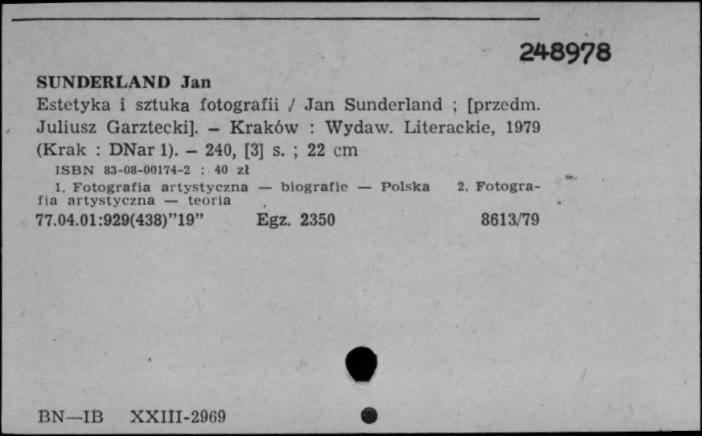 248978
SUNDERLAND Jan
Estetyka i sztuka fotografii / Jan Sunderland ; [przedm.
Juliusz Garztecki]. — Kraków : Wydaw. Literackie, 1979
(Krak : DNar 1). — 240, [3] s. ; 22 cm
ISBN 83-08-00174-2 : 40 zł
1. Fotografia artystyczna — biografie — Polska 2. Fotogra-
fia artystyczna — teoria
77.04.01:929(438)”19” Egz. 2350 8613/79
BN—IB XXIII-2969